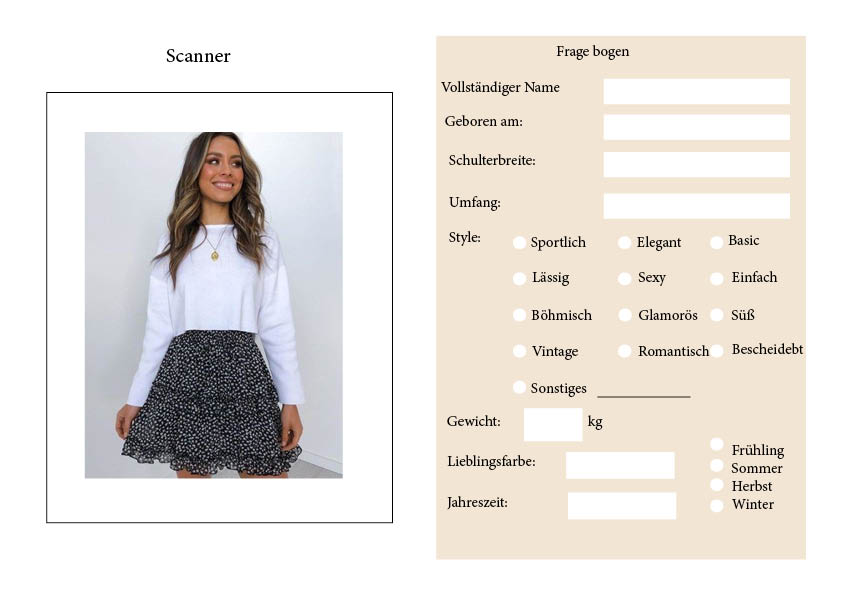 Scanner
Frage bogen
Vollständiger Name
Geboren am:
Schulterbreite:
Umfang:
Style:
Sportlich
Elegant
Basic
Lässig
Sexy
Einfach
Böhmisch
Glamorös
Süß
Vintage
Romantisch
Bescheidebt
Sonstiges
Gewicht:
kg
Lieblingsfarbe:
Jahreszeit:
Frühling
Sommer
Herbst
Winter